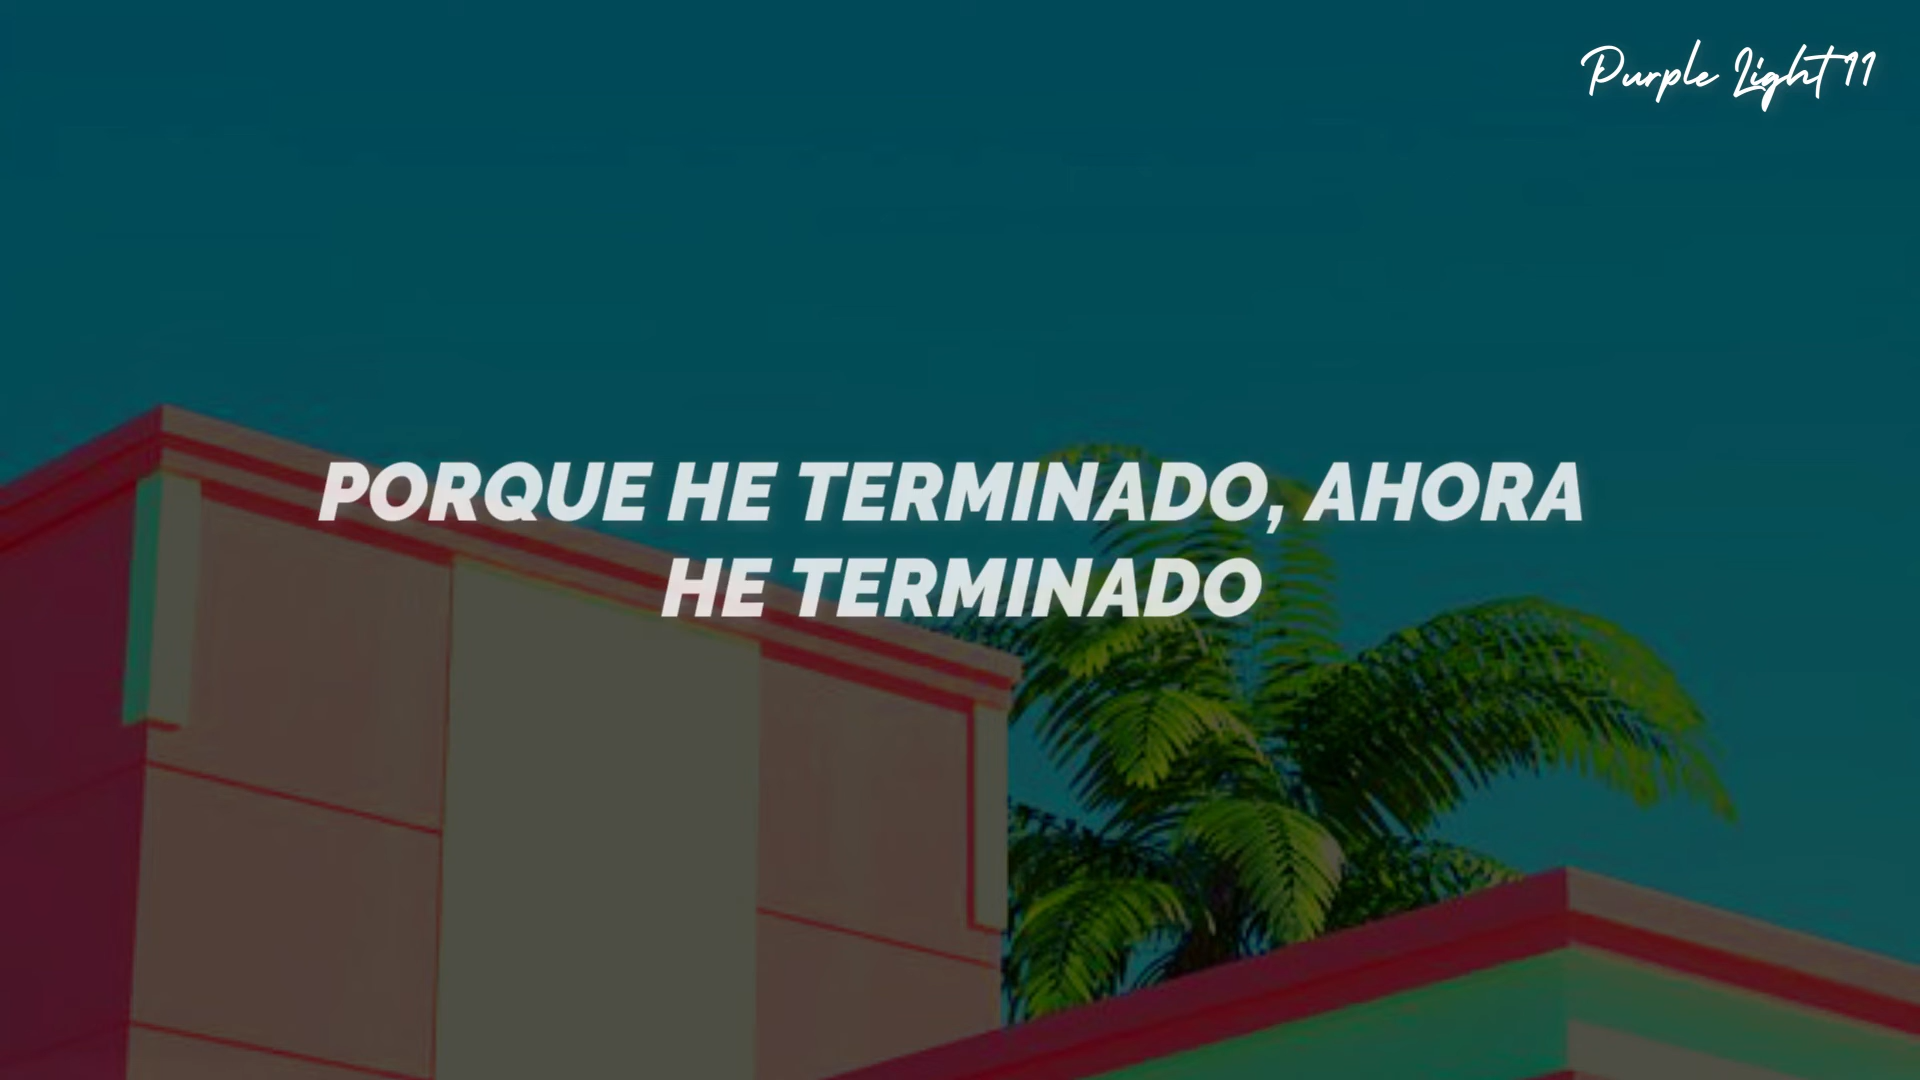 Purple Light 11
PORQUE HE TERMINADO, AHORA
HE TERMINADO